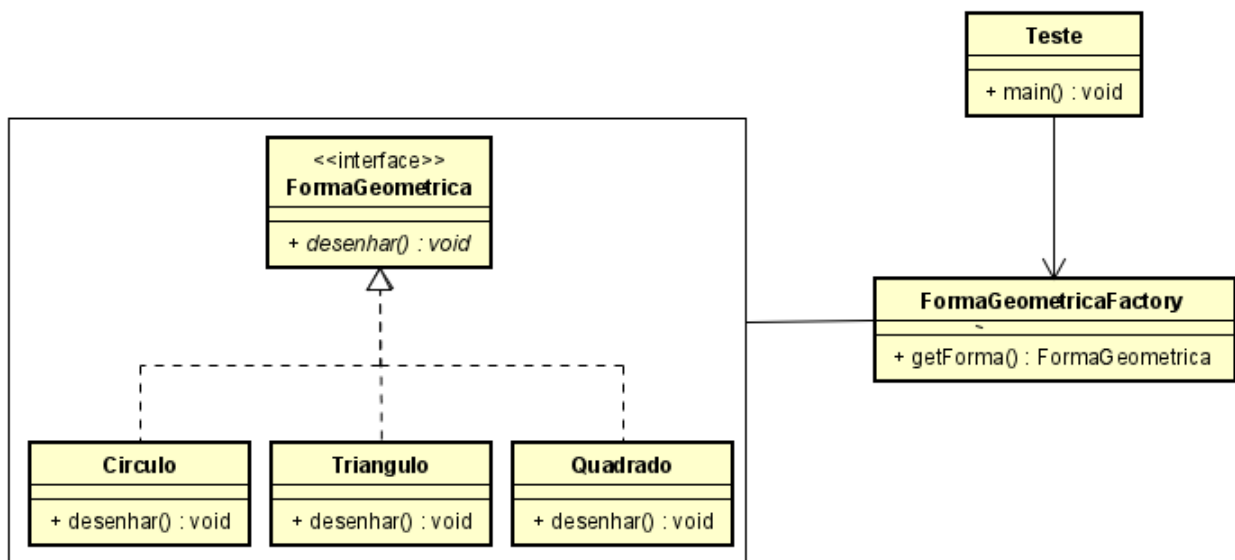 Teste
+ main() : void
<<interface>>
FormaGeometrica
+ desenhar() : void
FormaGeometricaFactory
+ getForma() : FormaGeometrica
Circulo
+ desenhar() : void
Triangulo
+ desenhar() : void
Quadrado
+ desenhar() : void